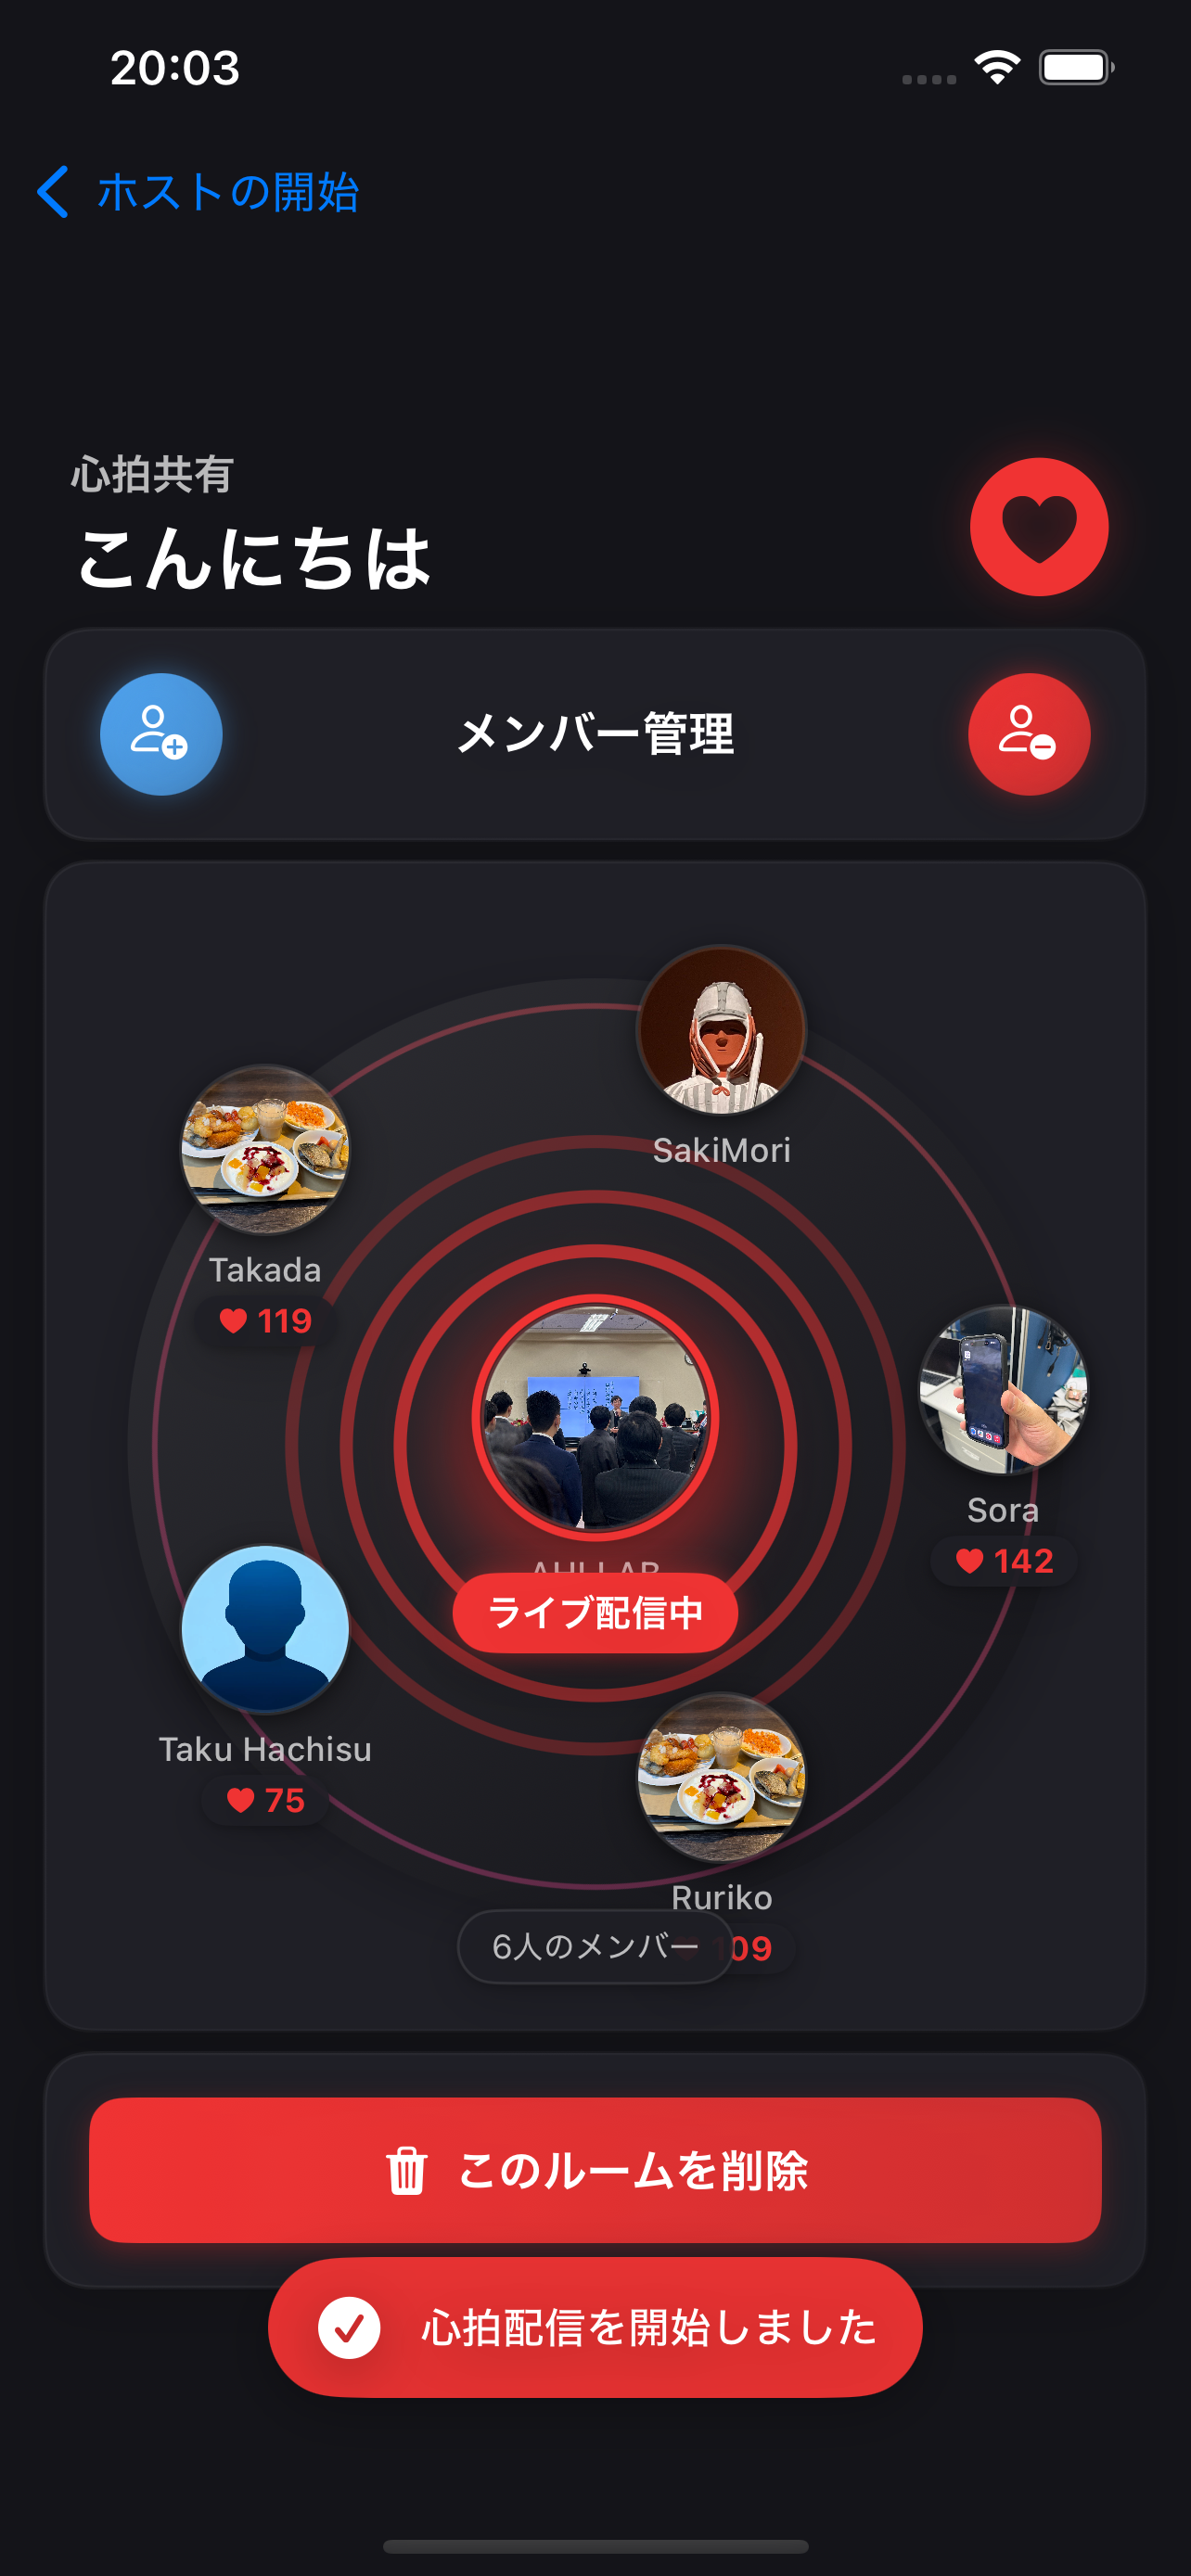 20:03
ホストの開始
心拍共有
こんにちは
メンバー管理
SakiMori
Takada
119
Sora
142
ライブ配信中
Taku Hachisu
75
Ruriko
6人のメンバー
09
このルームを削除
心拍配信を開始しました